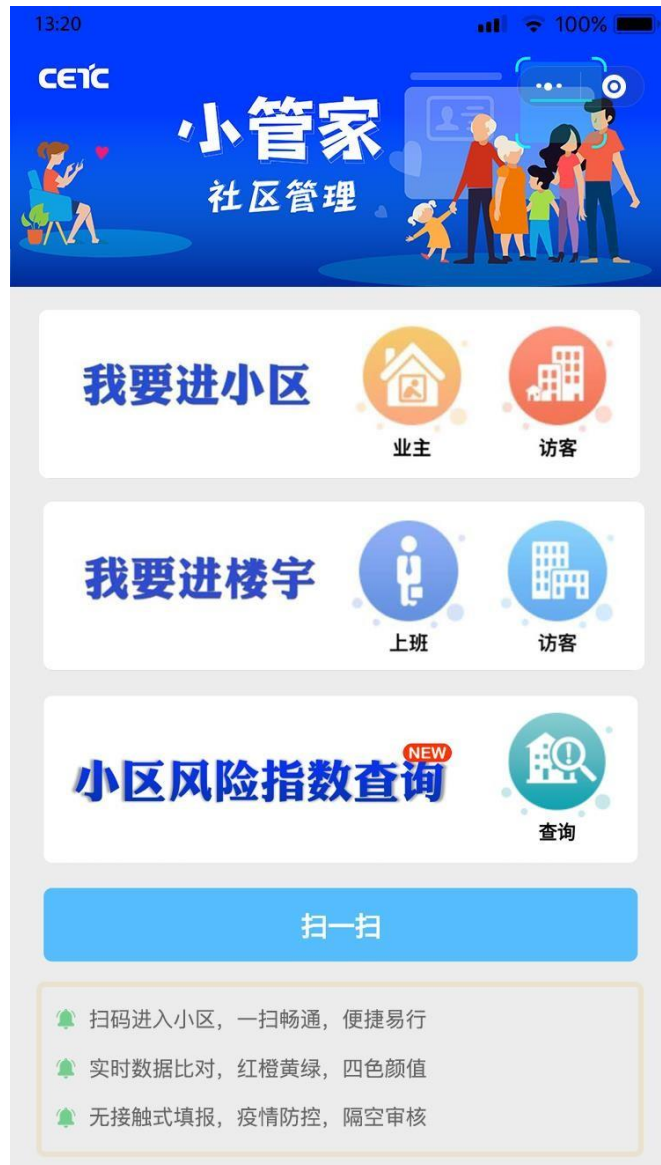 13:20
100%
CETC
小管家
社区管理
我要进小区
业主
访客
我要进楼宇
上班
访客
小区风险指数查询
NEW
查询
扫一扫
扫码进入小区，一扫畅通，便捷易行
实时数据比对，红橙黄绿，四色颜值
无接触式填报，疫情防控，隔空审核